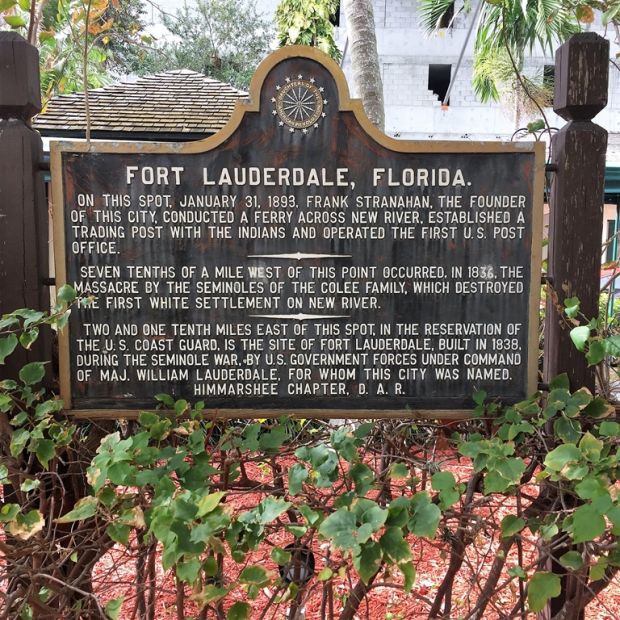 FORT LAUDERDALE, FLORIDA.
ON THIS SPOT, JANUARY 31, 1893, FRANK STRANAHAN, THE FOUNDER
OF THIS CITY, CONDUCTED A FERRY ACROSS NEW RIVER, ESTABLISHED A
TRADING POST WITH THE INDIANS AND OPERATED THE FIRST U.S. POST
OFFICE.
SEVEN TENTHS OF A MILE WEST OF THIS POINT OCCURRED, IN 1836, THE
MASSACRE BY THE SEMINOLES OF THE COLEE FAMILY, WHICH DESTROYED
THE FIRST WHITE SETTLEMENT ON NEW RIVER.
TWO AND ONE TENTH MILES EAST OF THIS SPOT, IN THE RESERVATION OF
THE U.S. COAST GUARD, IS THE SITE OF FORT LAUDERDALE, BUILT IN 1838,
DURING THE SEMINOLE WAR, BY U.S. GOVERNMENT FORCES UNDER COMMAND
OF MAJ. WILLIAM LAUDERDALE, FOR WHOM THIS CITY WAS NAMED.
HIMMARSHEE CHAPTER, D. A. R.